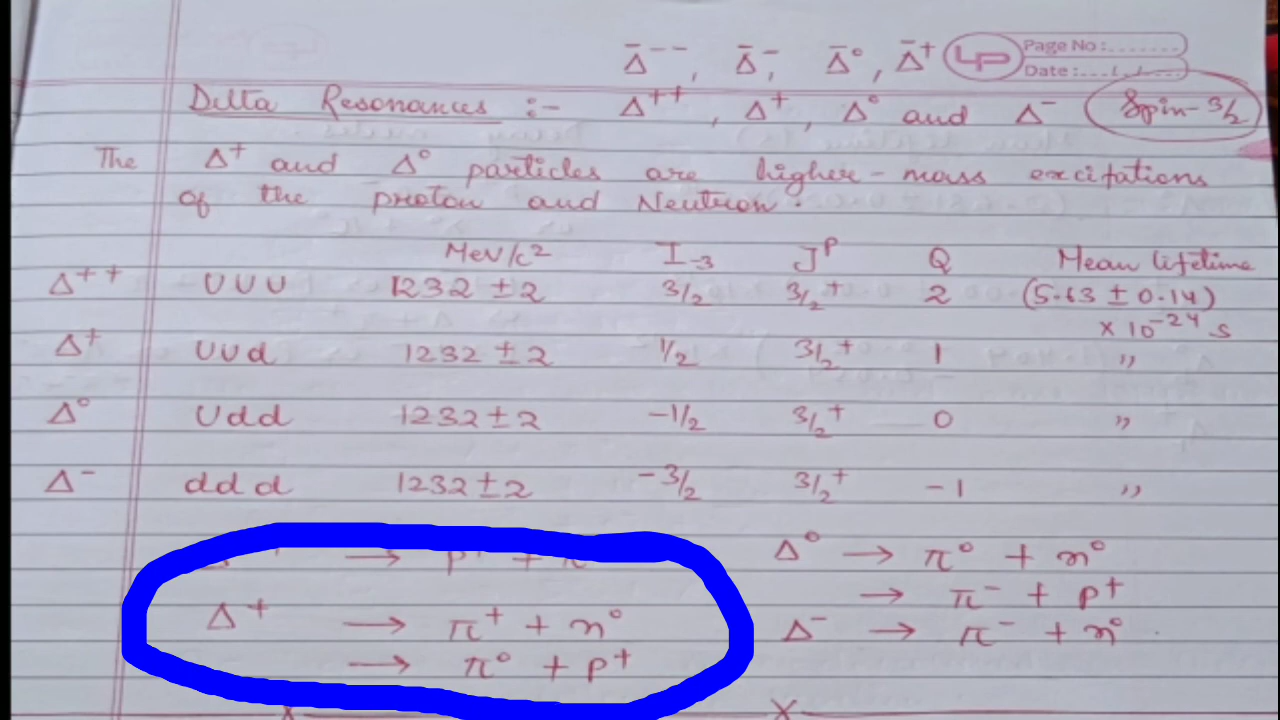 Δ̄⁻⁻, Δ̄⁻, Δ̄⁰, Δ̄⁺
LP Page No:.......
Date:..../..../....
Delta Resonances :- Δ⁺⁺, Δ⁺, Δ⁰ and Δ⁻ Spin-3/2
The Δ⁺ and Δ⁰ particles are higher-mass excitations
of the proton and Neutron.
MeV/c² I₋₃ Jᴾ Q Mean lifetime
Δ⁺⁺ UUU 1232 ±2 3/2 3/2⁺ 2 (5.63 ± 0.14)
× 10⁻²⁴ s
Δ⁺ UUd 1232 ±2 1/2 3/2⁺ 1 ,,
Δ⁰ Udd 1232±2 -1/2 3/2⁺ 0 ,,
Δ⁻ ddd 1232±2 -3/2 3/2⁺ -1 ,,
→ p⁺ + π
Δ⁺ → π⁺ + n⁰
→ π⁰ + p⁺
Δ⁰ → π⁰ + n⁰
→ π⁻ + p⁺
Δ⁻ → π⁻ + n⁰